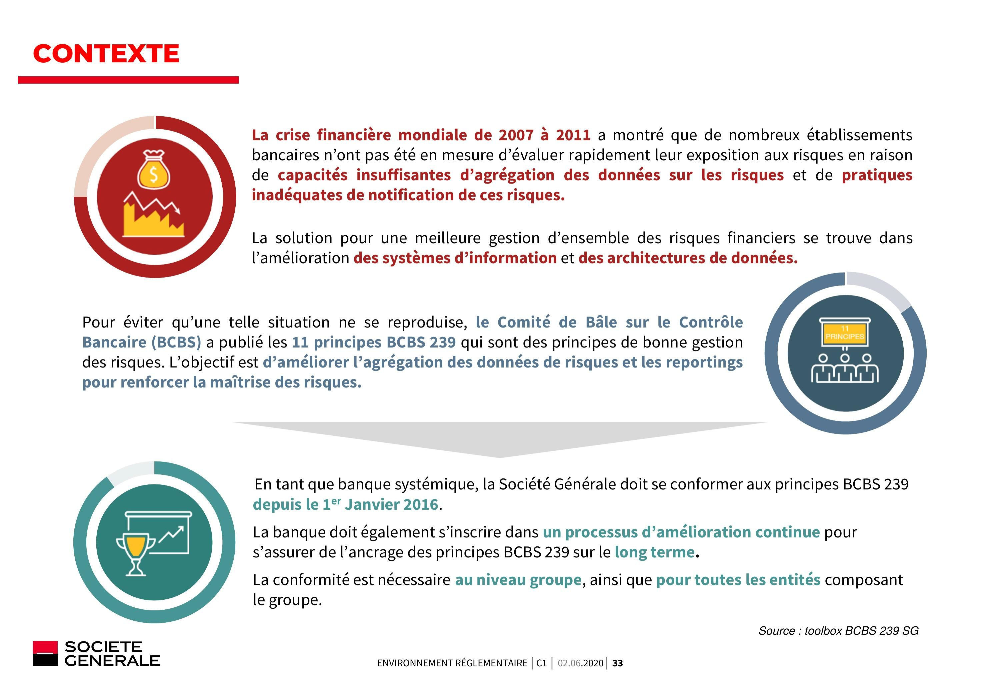 CONTEXTE
La crise financière mondiale de 2007 à 2011 a montré que de nombreux établissements
bancaires n’ont pas été en mesure d’évaluer rapidement leur exposition aux risques en raison
de capacités insuffisantes d’agrégation des données sur les risques et de pratiques
inadéquates de notification de ces risques.
$
La solution pour une meilleure gestion d’ensemble des risques financiers se trouve dans
l’amélioration des systèmes d’information et des architectures de données.
Pour éviter qu’une telle situation ne se reproduise, le Comité de Bâle sur le Contrôle
Bancaire (BCBS) a publié les 11 principes BCBS 239 qui sont des principes de bonne gestion
des risques. L’objectif est d’améliorer l’agrégation des données de risques et les reportings
pour renforcer la maîtrise des risques.
11
PRINCIPES
En tant que banque systémique, la Société Générale doit se conformer aux principes BCBS 239
depuis le 1er Janvier 2016.
La banque doit également s’inscrire dans un processus d’amélioration continue pour
s’assurer de l’ancrage des principes BCBS 239 sur le long terme.
La conformité est nécessaire au niveau groupe, ainsi que pour toutes les entités composant
le groupe.
Source : toolbox BCBS 239 SG
SOCIETE
GENERALE
ENVIRONNEMENT RÉGLEMENTAIRE | C1 | 02.06.2020 | 33